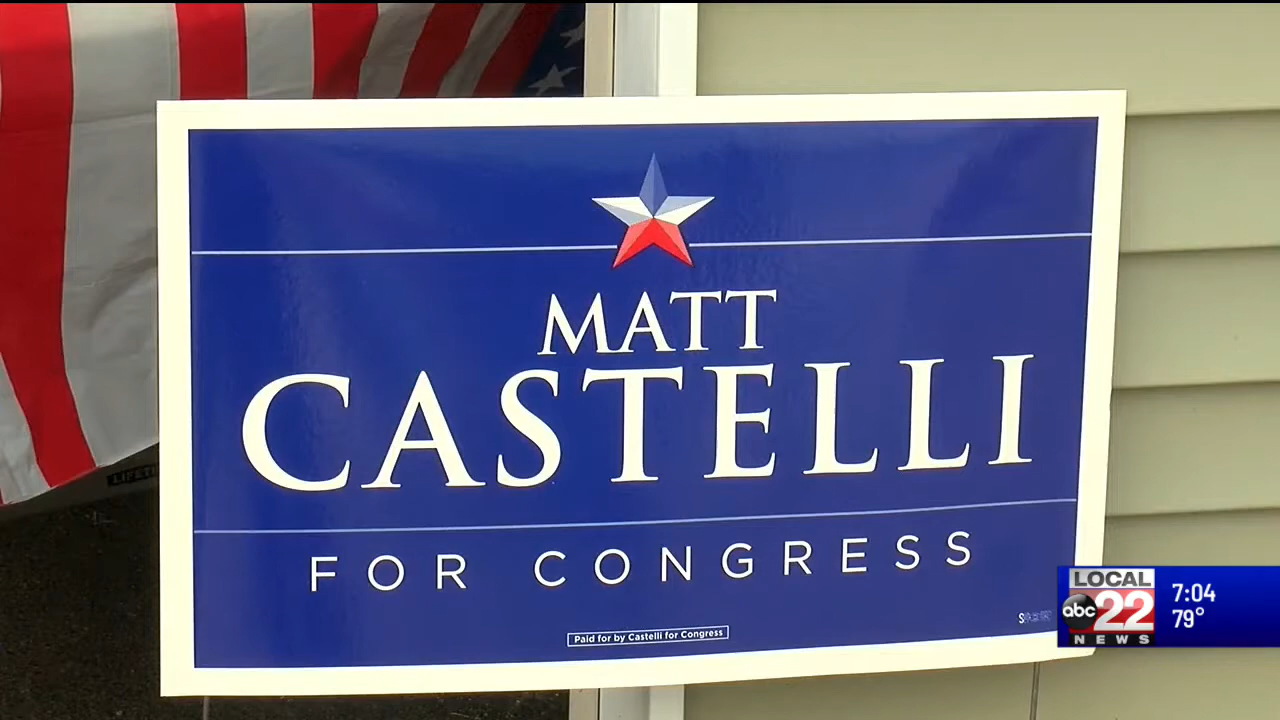 MATT
CASTELLI
FOR CONGRESS
Paid for by Castelli for Congress
LOCAL
abc 22
NEWS
7:04
79°